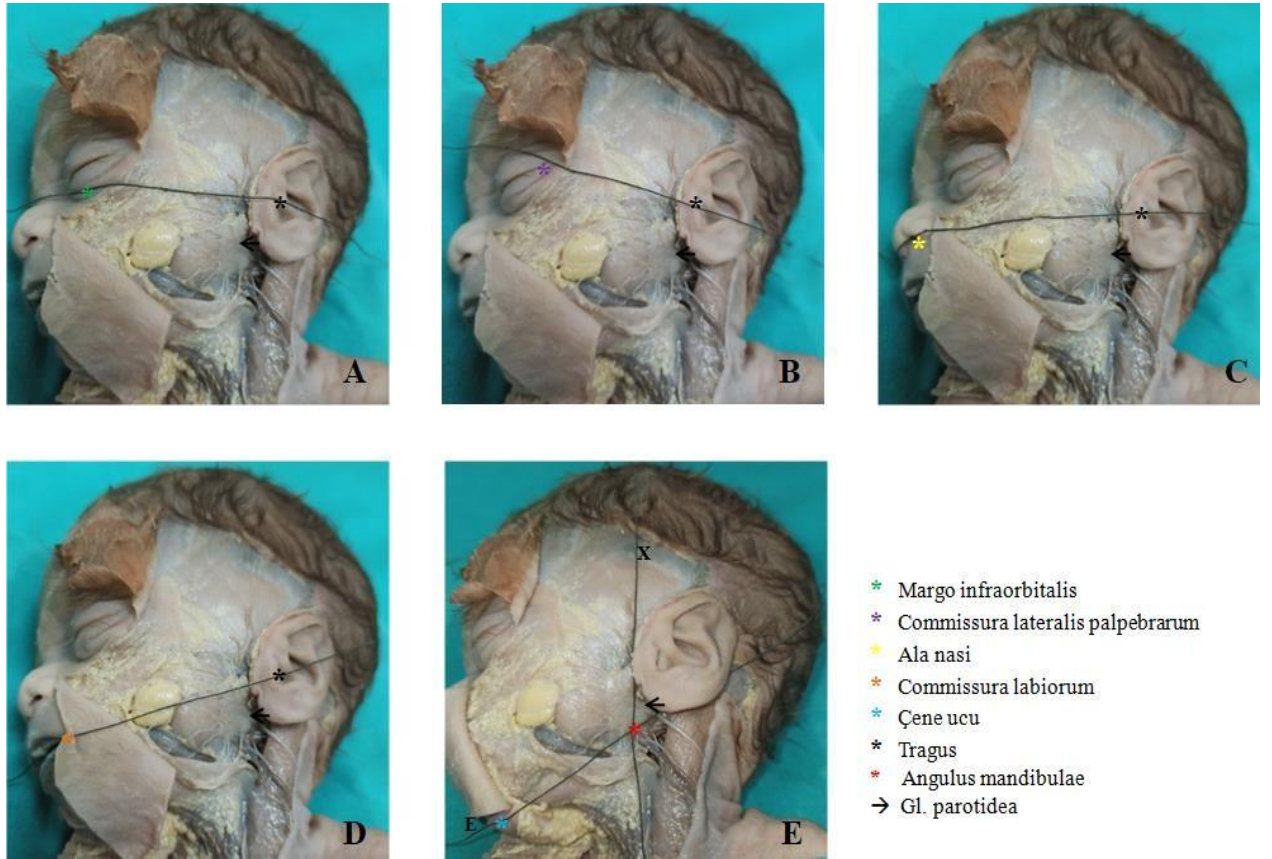 A
B
C
D
X
E
E
* Margo infraorbitalis
* Commissura lateralis palpebrarum
* Ala nasi
* Commissura labiorum
* Çene ucu
* Tragus
* Angulus mandibulae
→ Gl. parotidea